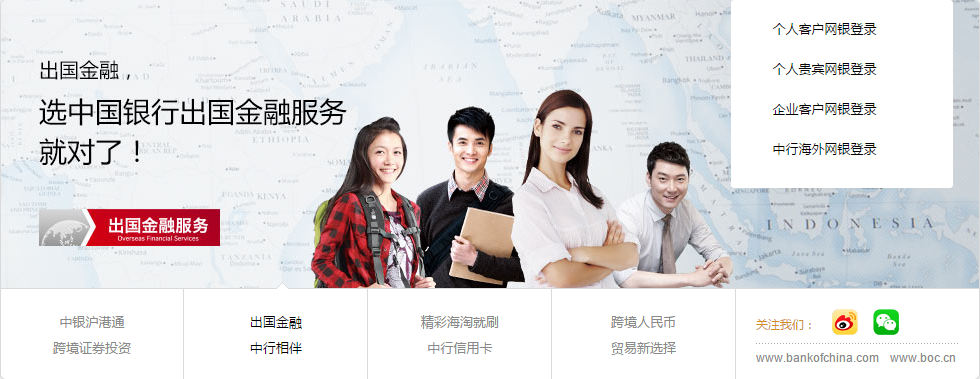 出国金融，
选中国银行出国金融服务
就对了！
出国金融服务
Overseas Financial Services
个人客户网银登录
个人贵宾网银登录
企业客户网银登录
中行海外网银登录
SAUDI
ARABIA
ARABIAN
SEA
ETHIOPIA
KENYA
TANZANIA
MYANMAR
INDONESIA
Jakarta
中银沪港通
跨境证券投资
出国金融
中行相伴
精彩海淘就刷
中行信用卡
跨境人民币
贸易新选择
关注我们：
www.bankofchina.com www.boc.cn